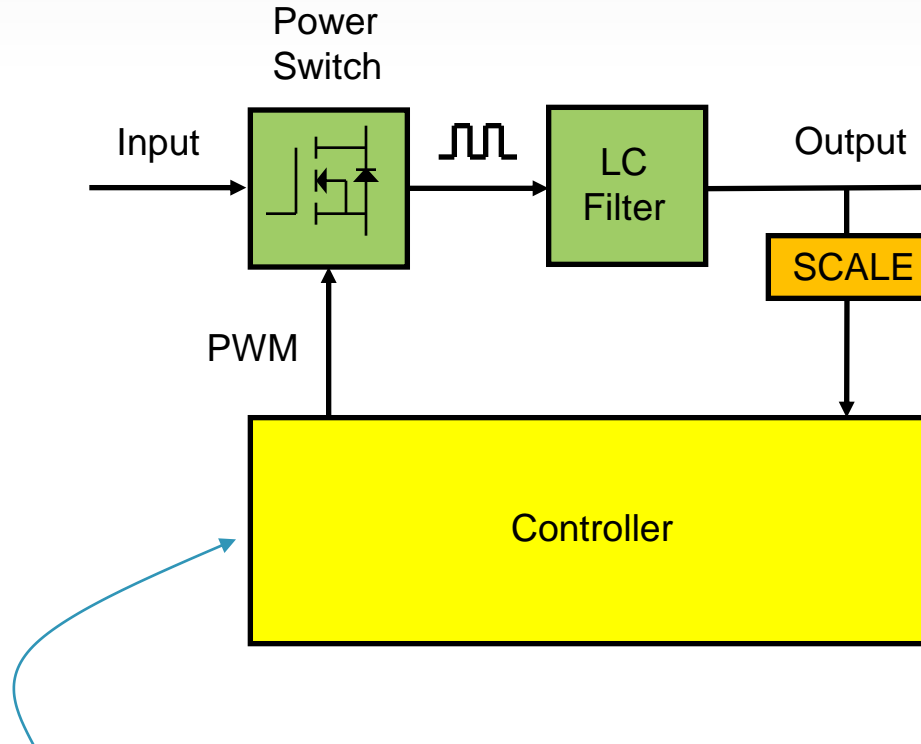 Power
Switch
Input
LC
Filter
Output
SCALE
PWM
Controller